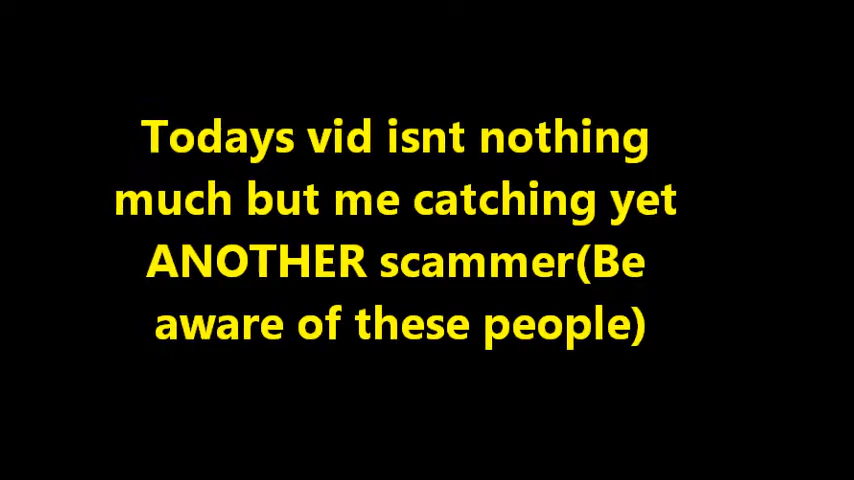 Todays vid isnt nothing
much but me catching yet
ANOTHER scammer(Be
aware of these people)